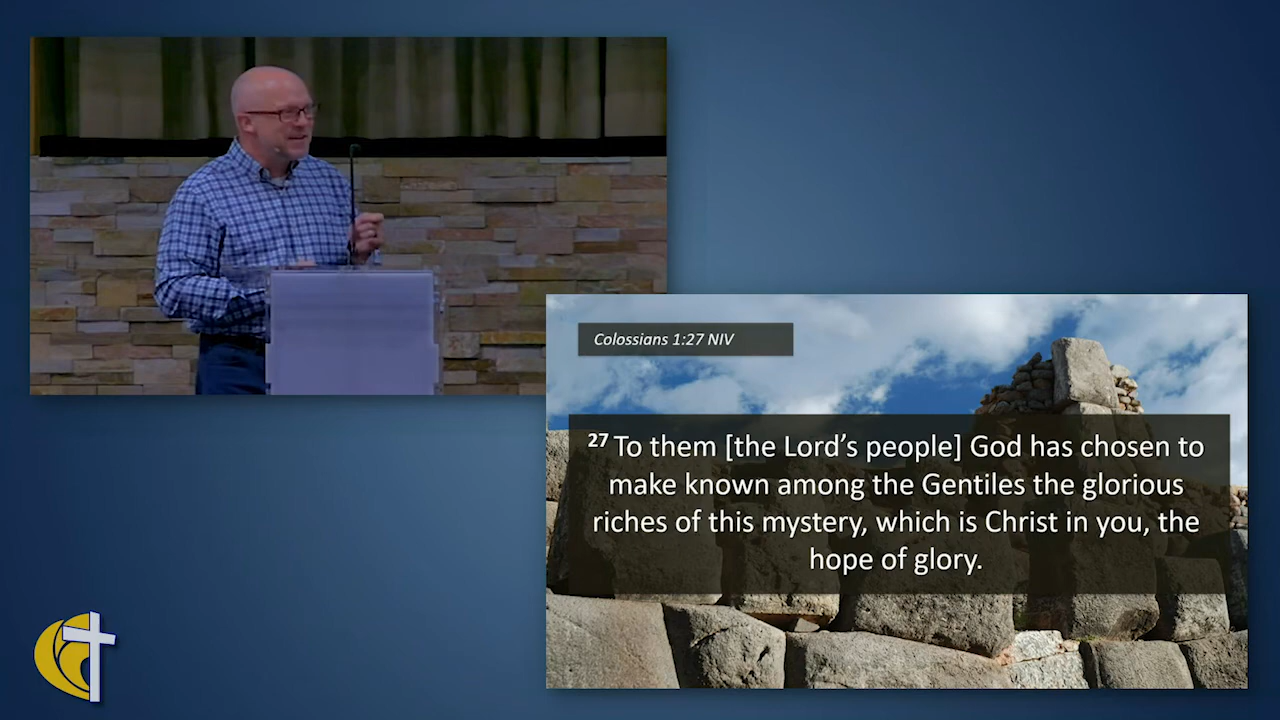 Colossians 1:27 NIV
27 To them [the Lord’s people] God has chosen to
make known among the Gentiles the glorious
riches of this mystery, which is Christ in you, the
hope of glory.